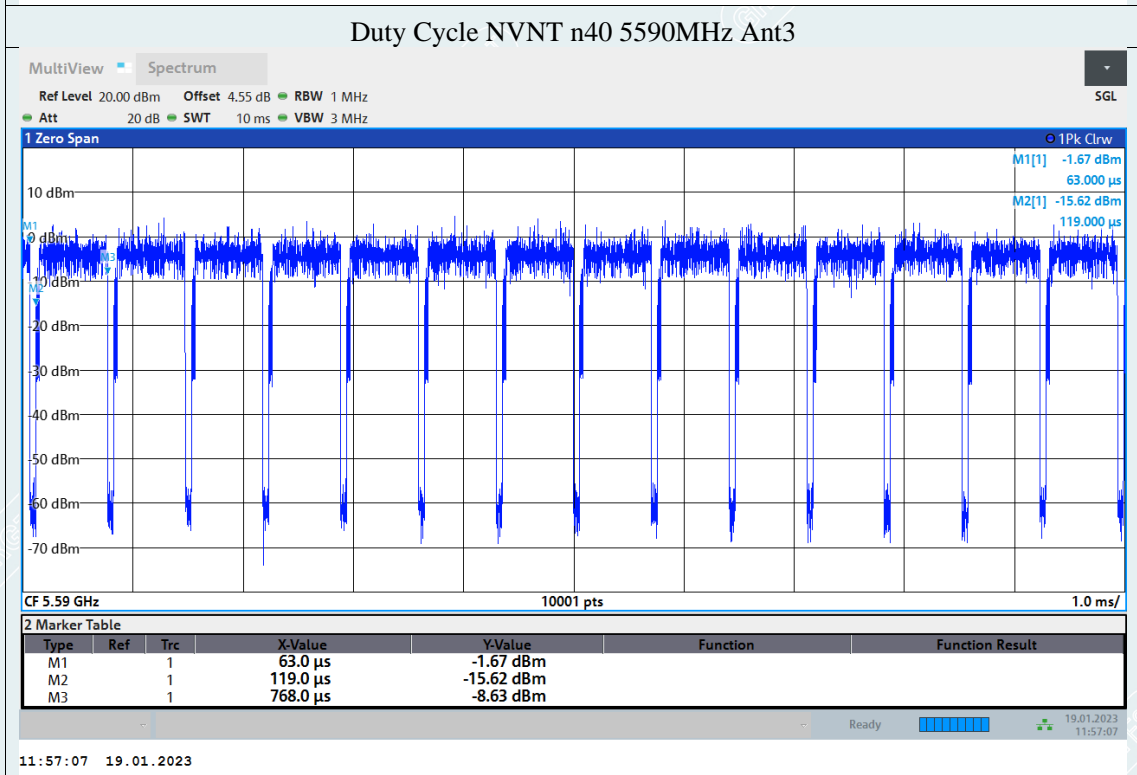 Duty Cycle NVNT n40 5590MHz Ant3
MultiView Spectrum
Ref Level 20.00 dBm Offset 4.55 dB RBW 1 MHz SGL
Att 20 dB SWT 10 ms VBW 3 MHz
1 Zero Span 1Pk Clrw
M1[1] -1.67 dBm
63.000 µs
M2[1] -15.62 dBm
119.000 µs
10 dBm
M1
0 dBm
M3
-10 dBm
M2
-20 dBm
-30 dBm
-40 dBm
-50 dBm
-60 dBm
-70 dBm
CF 5.59 GHz 10001 pts 1.0 ms/
2 Marker Table
Type Ref Trc X-Value Y-Value Function Function Result
M1 1 63.0 µs -1.67 dBm
M2 1 119.0 µs -15.62 dBm
M3 1 768.0 µs -8.63 dBm
Ready 19.01.2023
11:57:07
11:57:07 19.01.2023